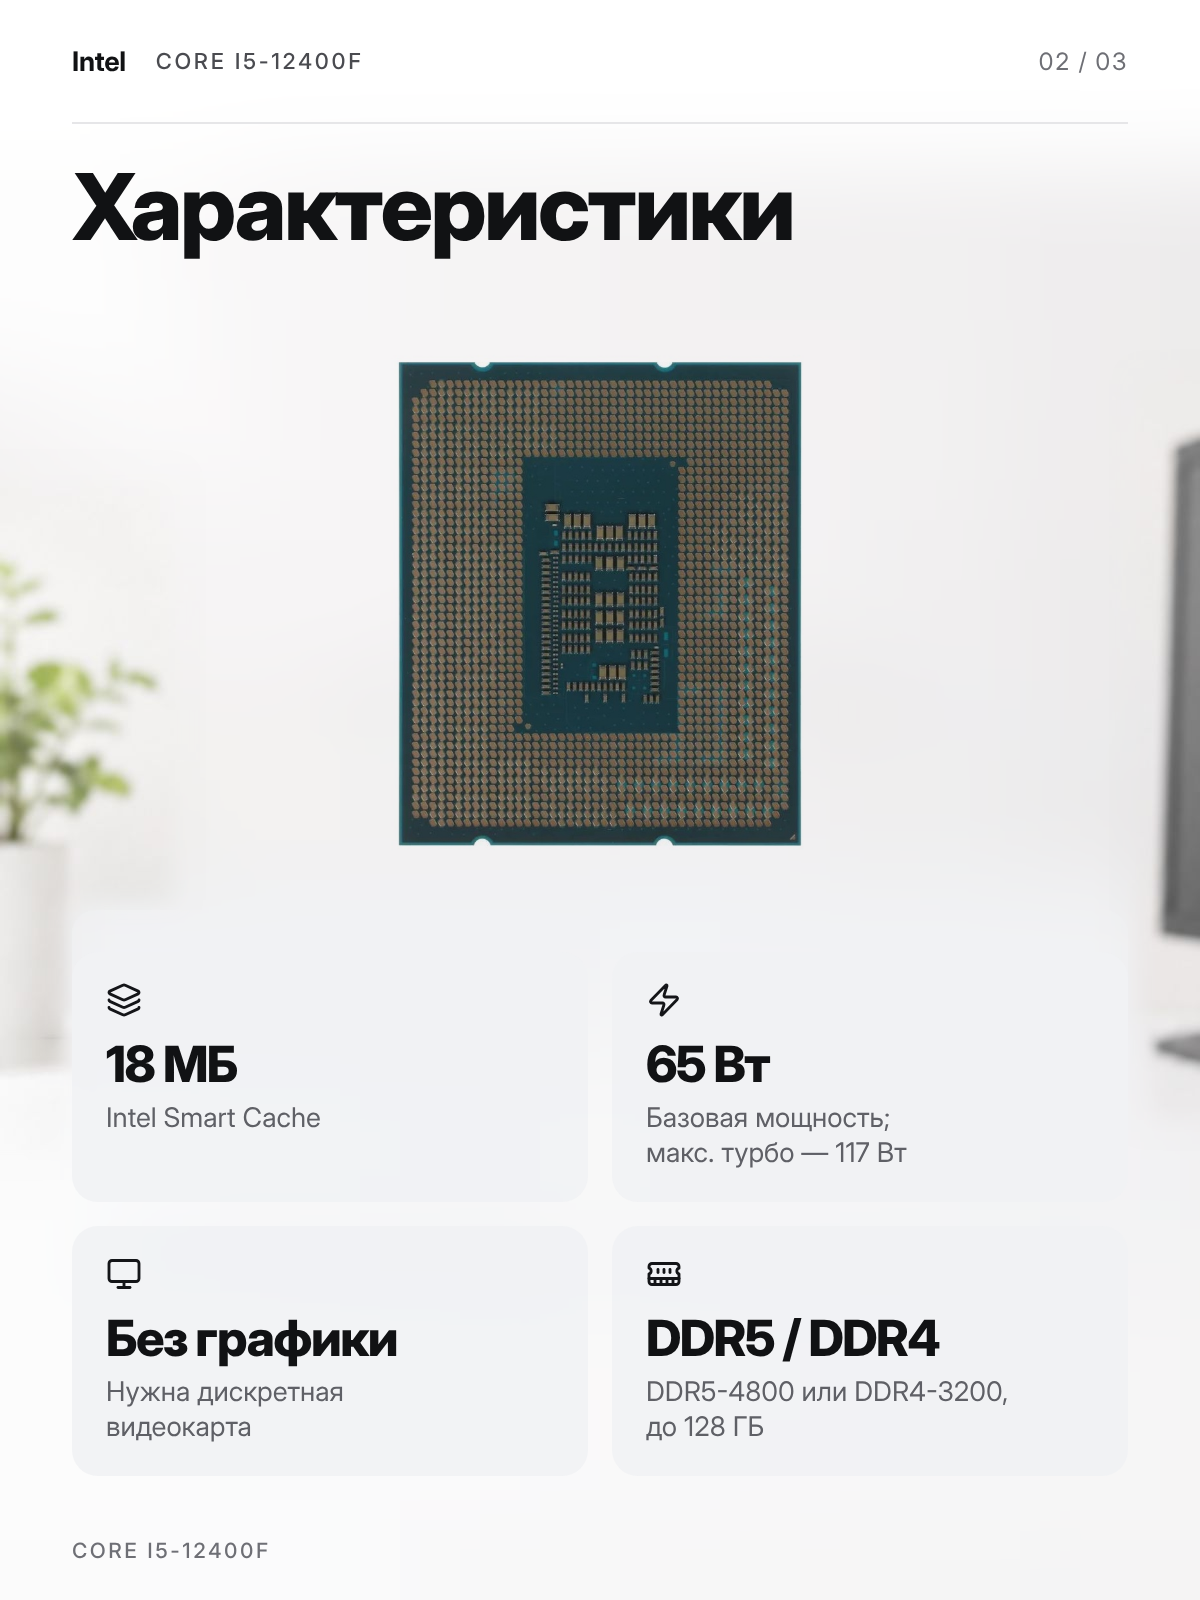 Intel CORE I5-12400F 02 / 03
Характеристики
18 МБ
Intel Smart Cache
65 Вт
Базовая мощность;
макс. турбо — 117 Вт
Без графики
Нужна дискретная
видеокарта
DDR5 / DDR4
DDR5-4800 или DDR4-3200,
до 128 ГБ
CORE I5-12400F